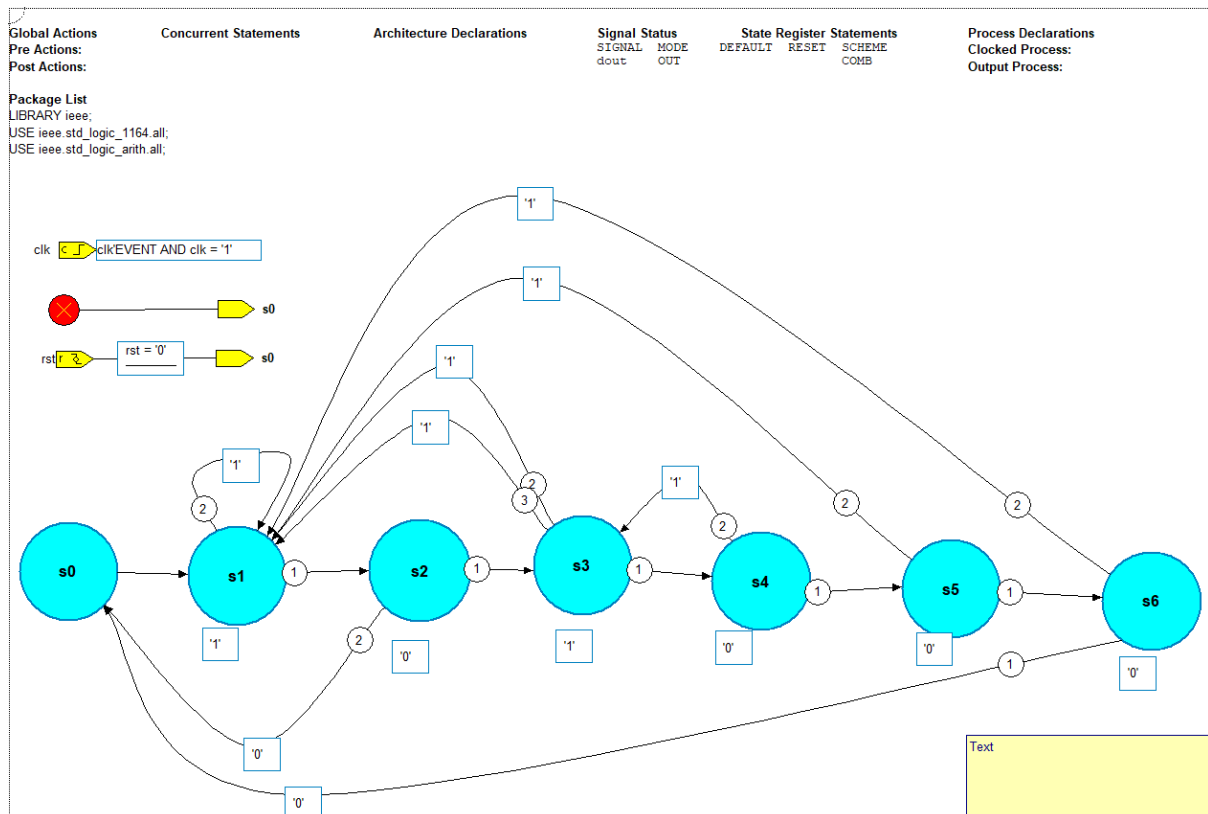 Global Actions
Pre Actions:
Post Actions:
Concurrent Statements
Architecture Declarations
Signal Status
SIGNAL MODE DEFAULT RESET SCHEME
dout OUT COMB
State Register Statements
Process Declarations
Clocked Process:
Output Process:
Package List
LIBRARY ieee;
USE ieee.std_logic_1164.all;
USE ieee.std_logic_arith.all;
'1'
clk
C
clk'EVENT AND clk = '1'
'1'
s0
rst
r
rst = '0'
s0
'1'
'1'
'1'
'1'
2
2
3
2
2
2
s0
s1
1
s2
1
s3
1
s4
1
s5
1
s6
'1'
2
'0'
'1'
'0'
'0'
'0'
1
'0'
'0'
Text